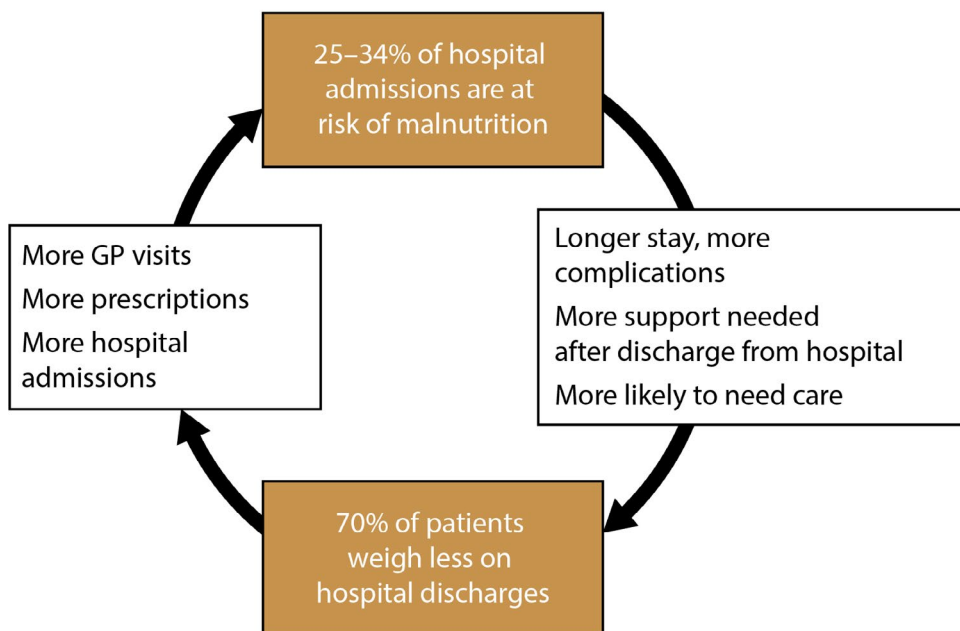 25–34% of hospital
admissions are at
risk of malnutrition
Longer stay, more
complications
More support needed
after discharge from hospital
More likely to need care
70% of patients
weigh less on
hospital discharges
More GP visits
More prescriptions
More hospital
admissions